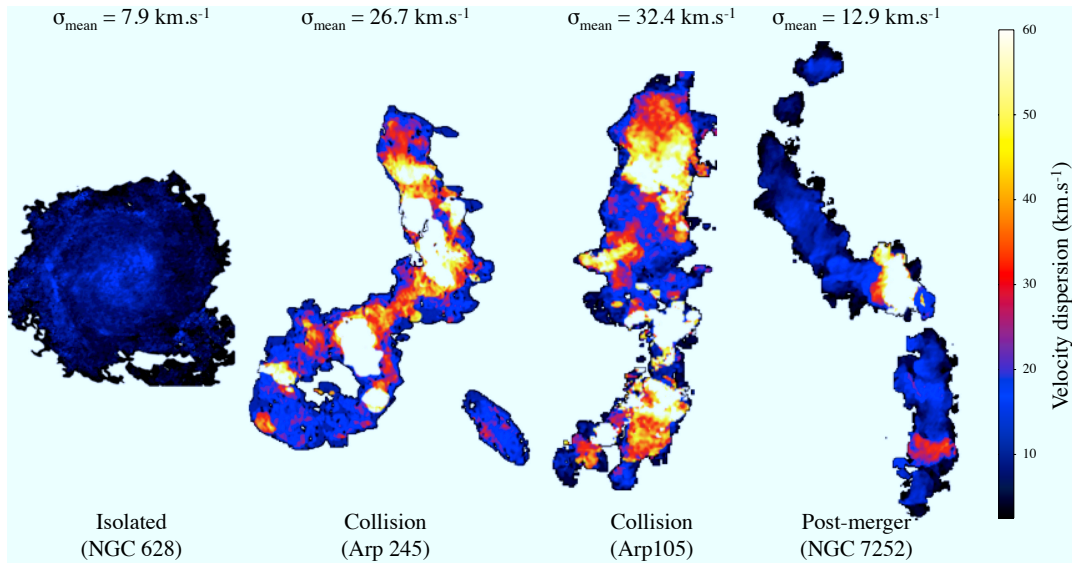 σmean = 7.9 km.s-1
σmean = 26.7 km.s-1
σmean = 32.4 km.s-1
σmean = 12.9 km.s-1
60
50
40
30
20
10
Velocity dispersion (km.s-1)
Isolated
(NGC 628)
Collision
(Arp 245)
Collision
(Arp105)
Post-merger
(NGC 7252)